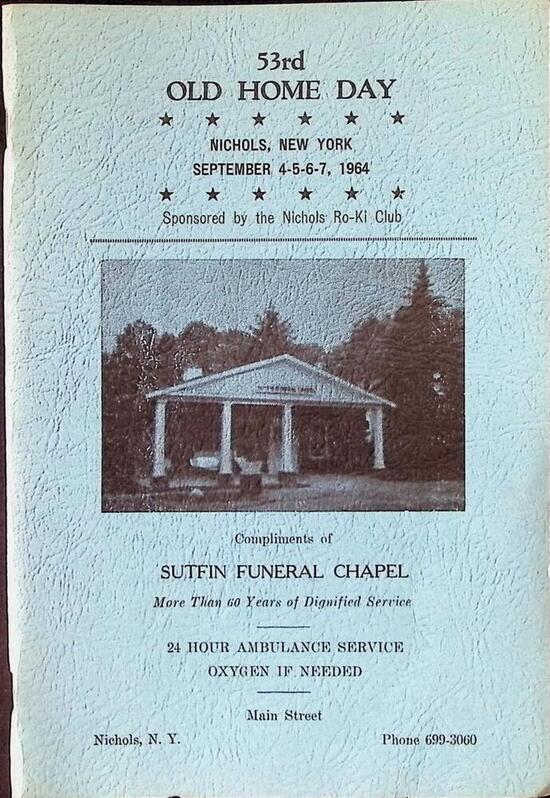 53rd
OLD HOME DAY
NICHOLS, NEW YORK
SEPTEMBER 4-5-6-7, 1964
Sponsored by the Nichols Ro-Ki Club
Compliments of
SUTFIN FUNERAL CHAPEL
More Than 60 Years of Dignified Service
24 HOUR AMBULANCE SERVICE
OXYGEN IF NEEDED
Main Street
Nichols, N. Y. Phone 699-3060